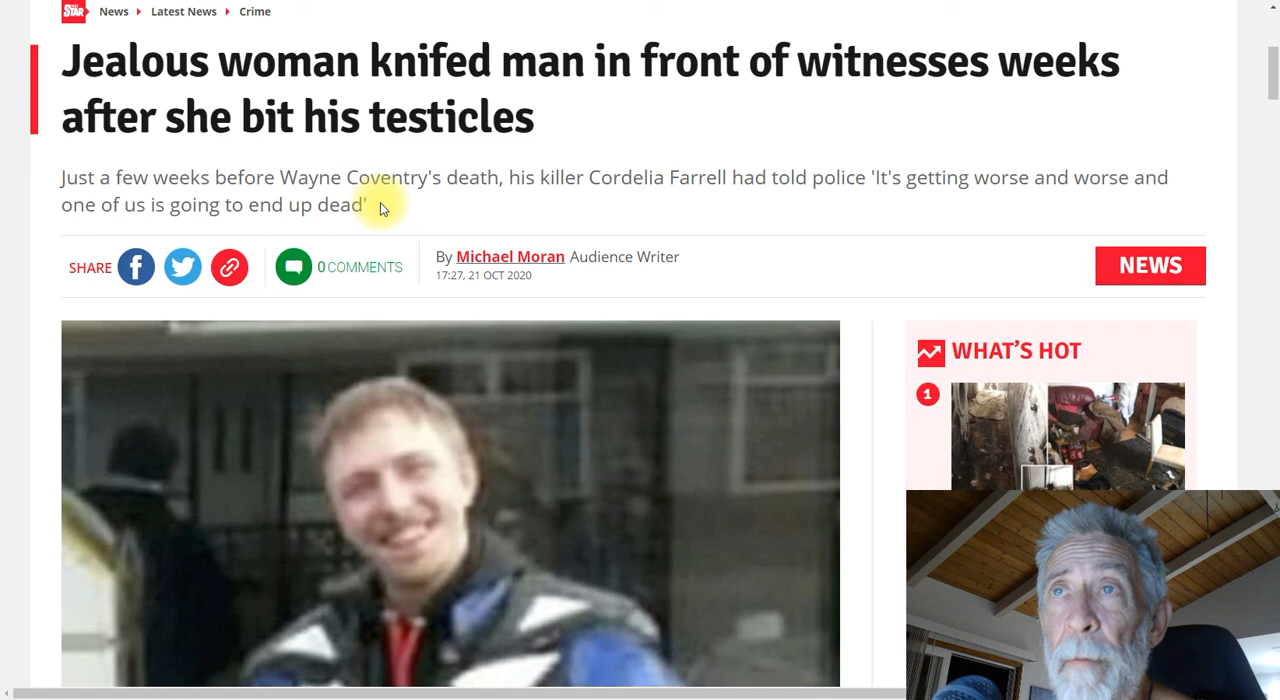 STAR News Latest News Crime
Jealous woman knifed man in front of witnesses weeks
after she bit his testicles
Just a few weeks before Wayne Coventry's death, his killer Cordelia Farrell had told police 'It's getting worse and worse and
one of us is going to end up dead'
SHARE 0 COMMENTS By Michael Moran Audience Writer NEWS
17:27, 21 OCT 2020
WHAT'S HOT
1